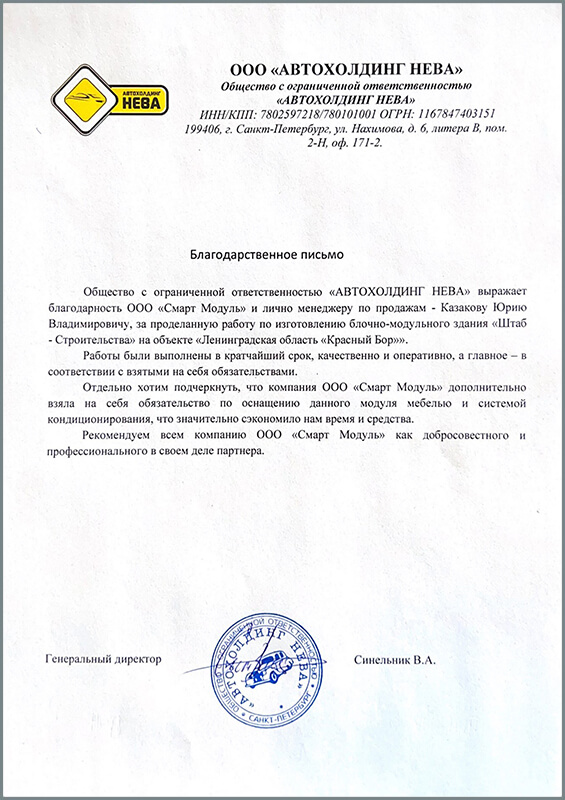 АВТОХОЛДИНГ
НЕВА
ООО «АВТОХОЛДИНГ НЕВА»
Общество с ограниченной ответственностью
«АВТОХОЛДИНГ НЕВА»
ИНН/КПП: 7802597218/780101001 ОГРН: 1167847403151
199406, г. Санкт-Петербург, ул. Нахимова, д. 6, литера В, пом.
2-Н, оф. 171-2.
Благодарственное письмо
Общество с ограниченной ответственностью «АВТОХОЛДИНГ НЕВА» выражает
благодарность ООО «Смарт Модуль» и лично менеджеру по продажам - Казакову Юрию
Владимировичу, за проделанную работу по изготовлению блочно-модульного здания «Штаб
- Строительства» на объекте «Ленинградская область «Красный Бор»».
Работы были выполнены в кратчайший срок, качественно и оперативно, а главное – в
соответствии с взятыми на себя обязательствами.
Отдельно хотим подчеркнуть, что компания ООО «Смарт Модуль» дополнительно
взяла на себя обязательство по оснащению данного модуля мебелью и системой
кондиционирования, что значительно сэкономило нам время и средства.
Рекомендуем всем компанию ООО «Смарт Модуль» как добросовестного и
профессионального в своем деле партнера.
Генеральный директор
ОБЩЕСТВО С ОГРАНИЧЕННОЙ ОТВЕТСТВЕННОСТЬЮ
«АВТОХОЛДИНГ НЕВА»
САНКТ-ПЕТЕРБУРГ
Синельник В.А.